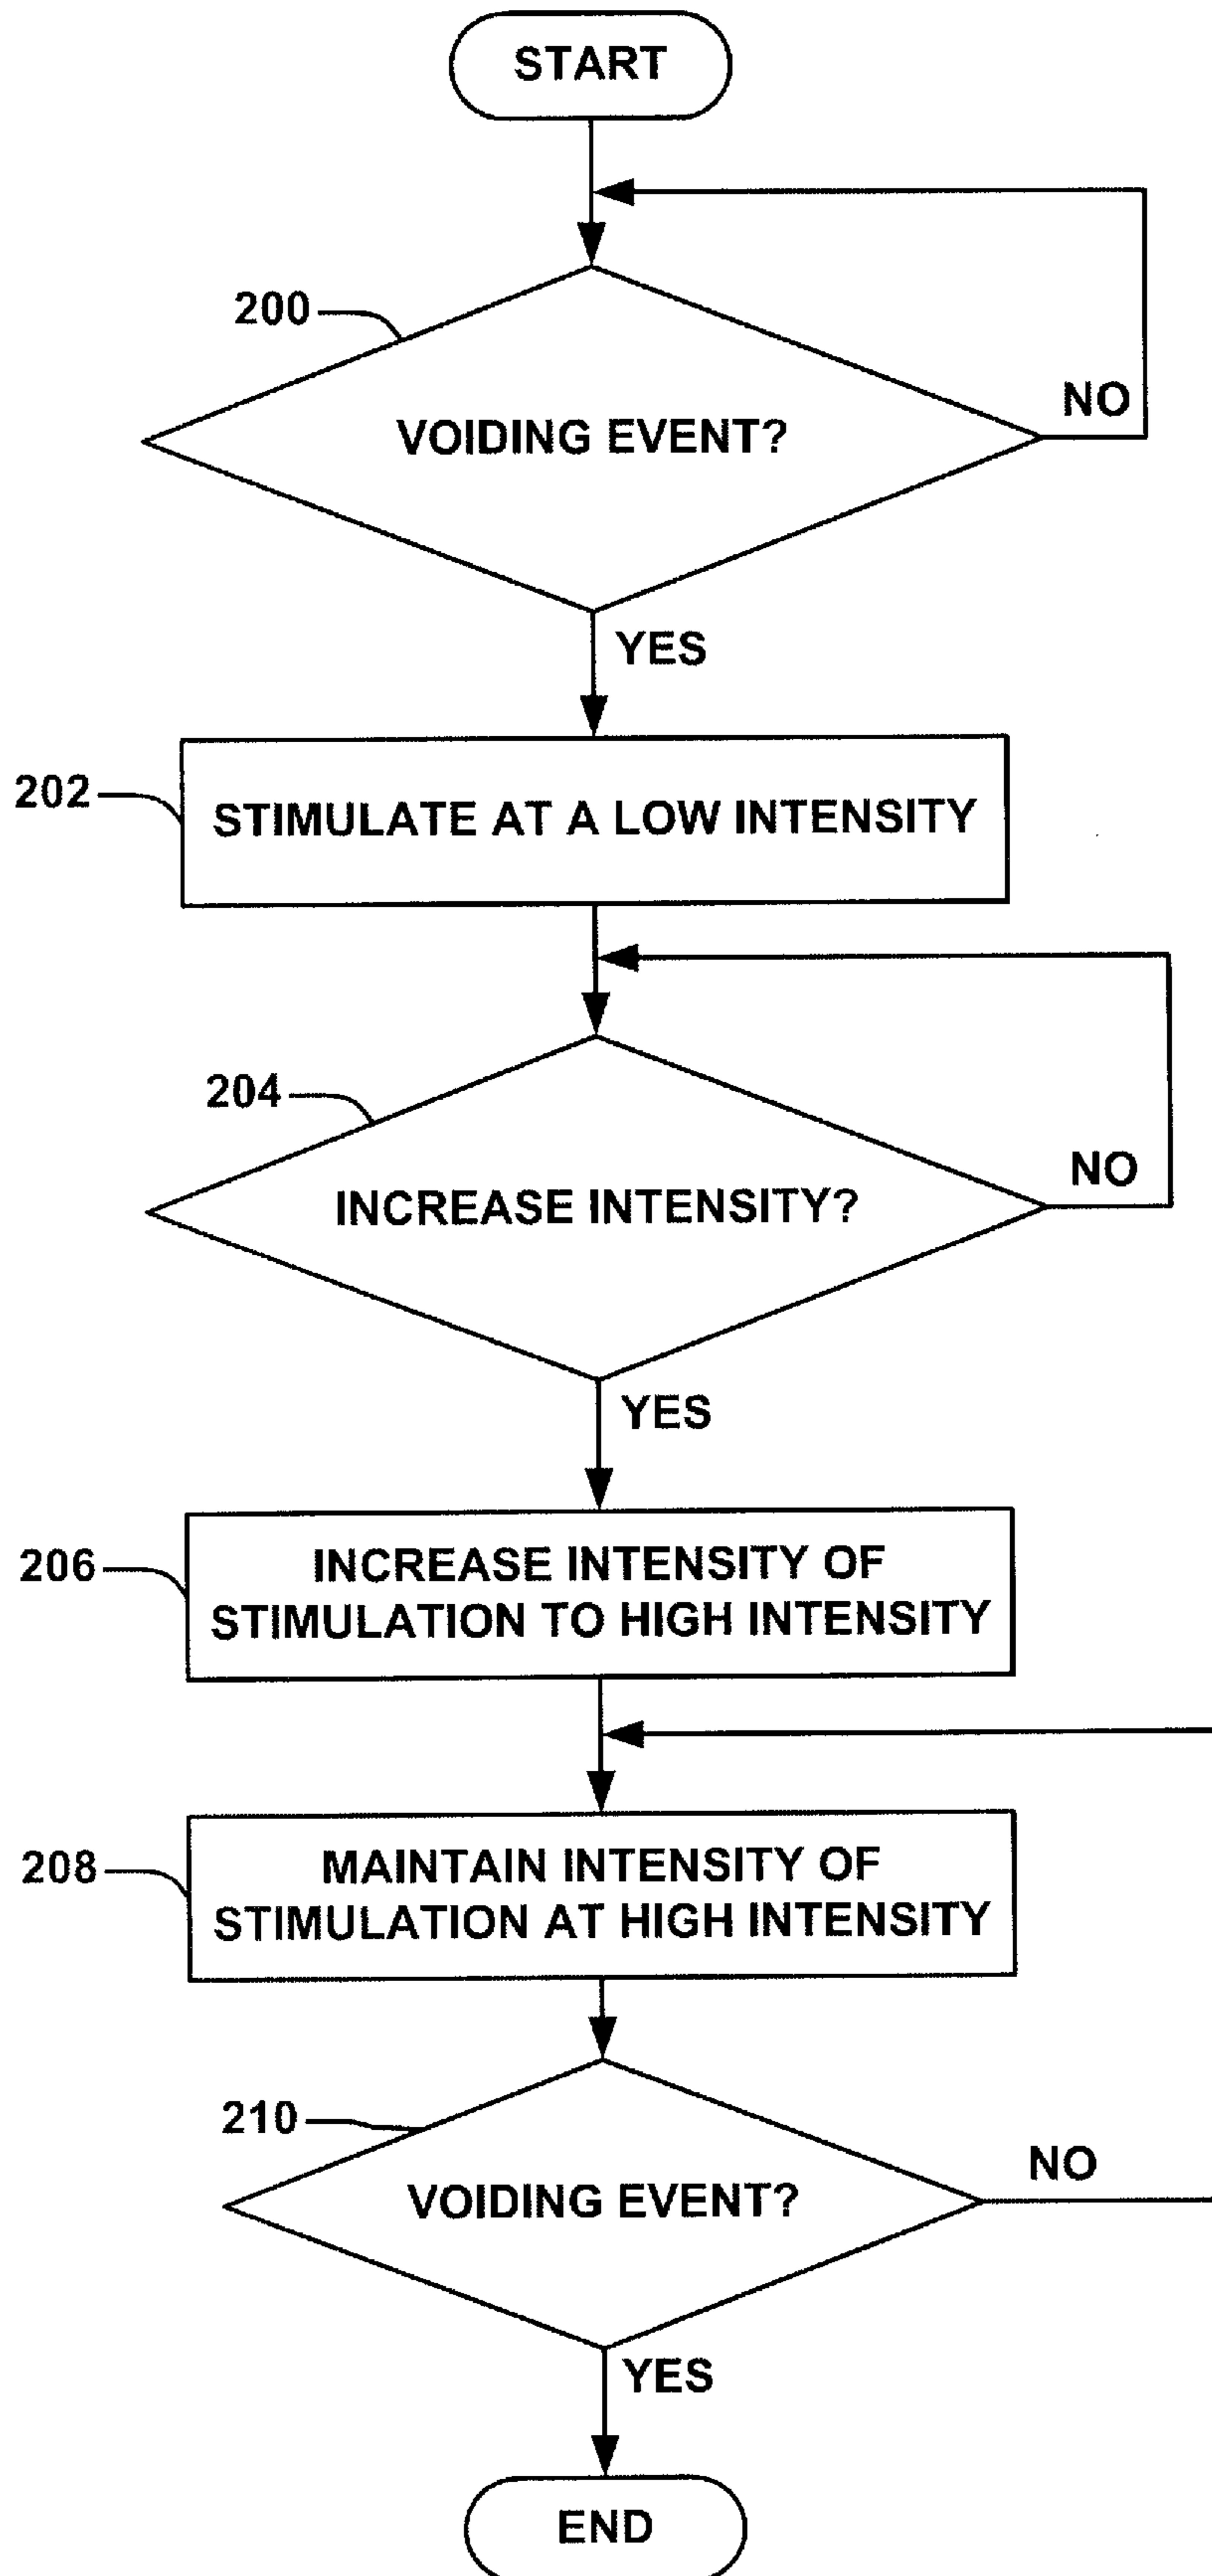 START
200
VOIDING EVENT?
NO
YES
202
STIMULATE AT A LOW INTENSITY
204
INCREASE INTENSITY?
NO
YES
206
INCREASE INTENSITY OF
STIMULATION TO HIGH INTENSITY
208
MAINTAIN INTENSITY OF
STIMULATION AT HIGH INTENSITY
210
VOIDING EVENT?
NO
YES
END